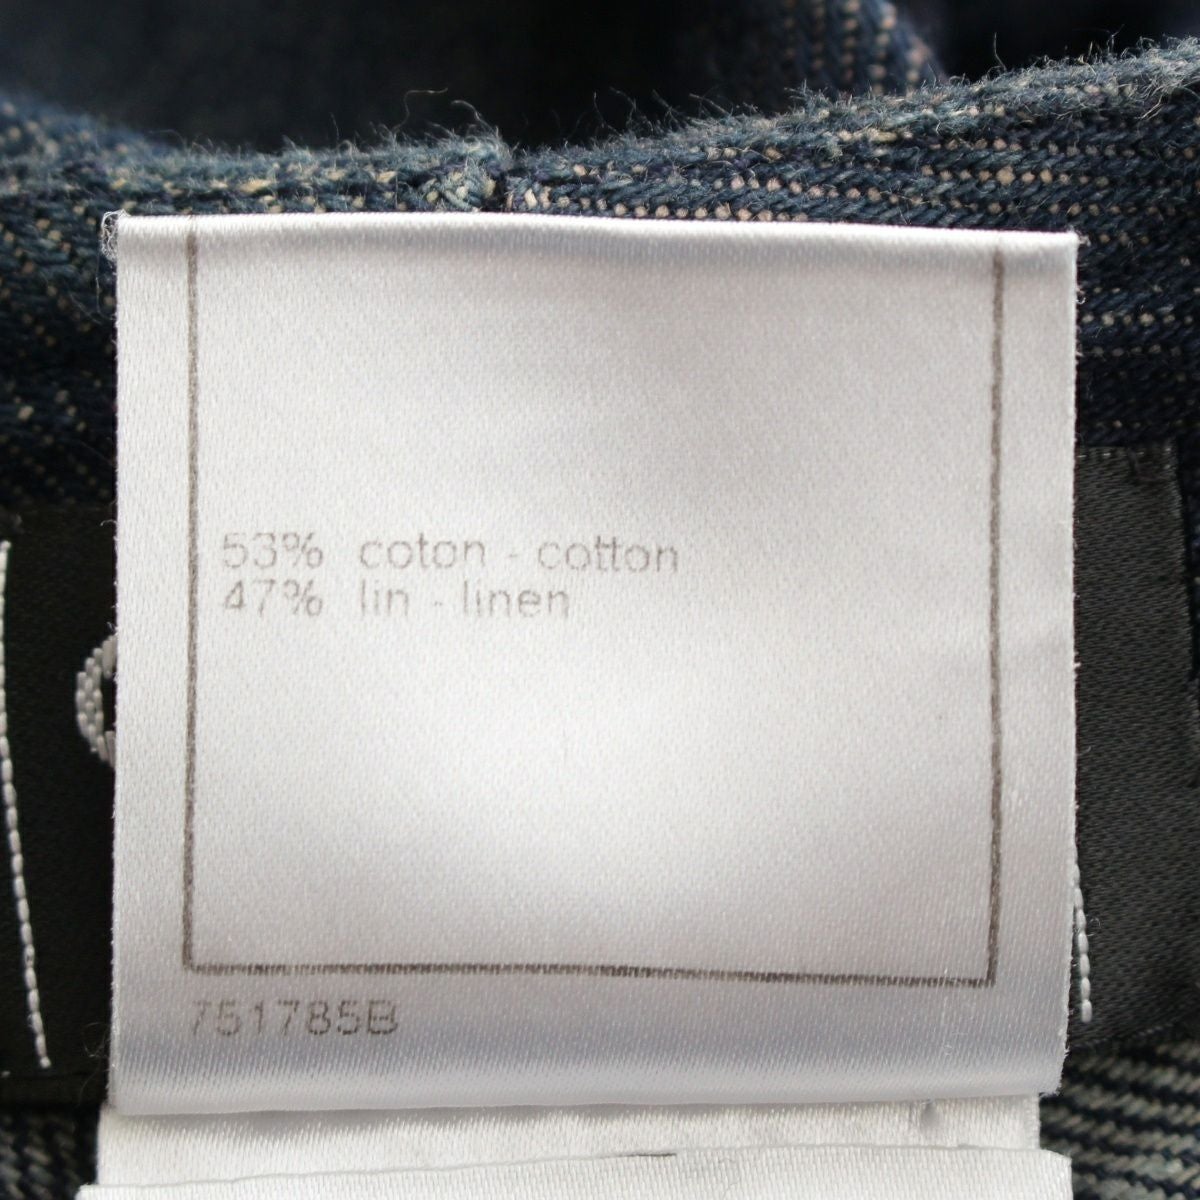 53% coton - cotton
47% lin - linen
751785B